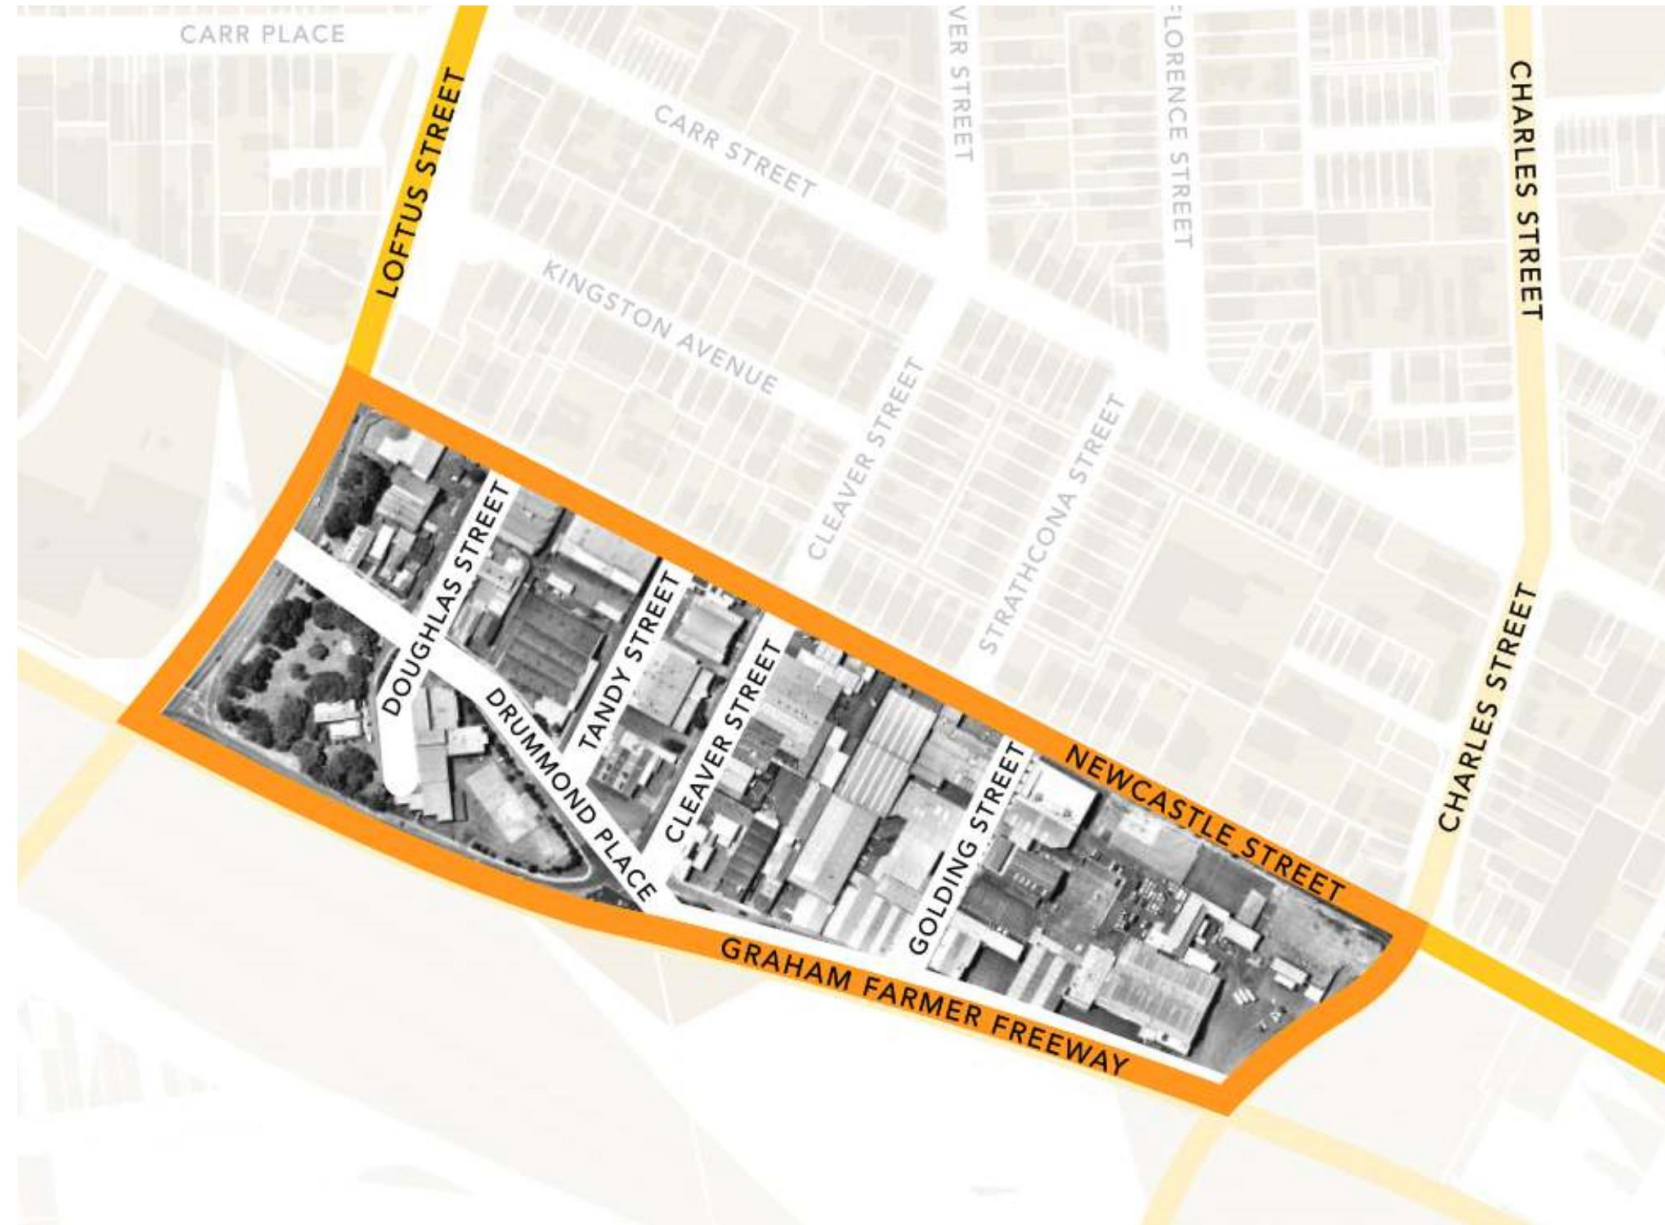 CARR PLACE
LOFTUS STREET
CARR STREET
VER STREET
FLORENCE STREET
CHARLES STREET
KINGSTON AVENUE
CLEAVER STREET
STRATHCONA STREET
CHARLES STREET
DOUGHLAS STREET
TANDY STREET
DRUMMOND PLACE
CLEAVER STREET
GOLDING STREET
NEWCASTLE STREET
GRAHAM FARMER FREEWAY